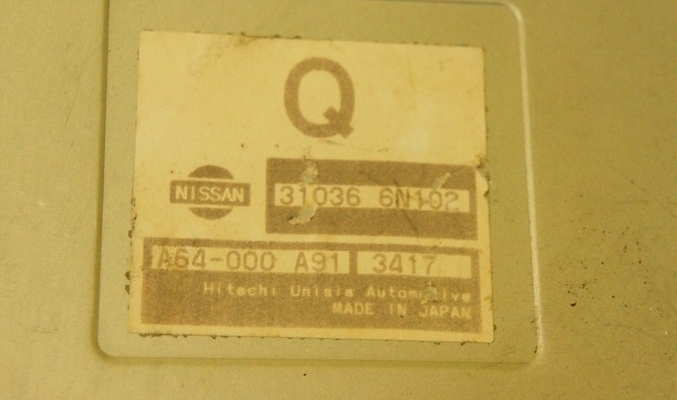 Q
NISSAN 31036 6N102
A64-000 A91 3417
Hitachi Unisia Automotive
MADE IN JAPAN